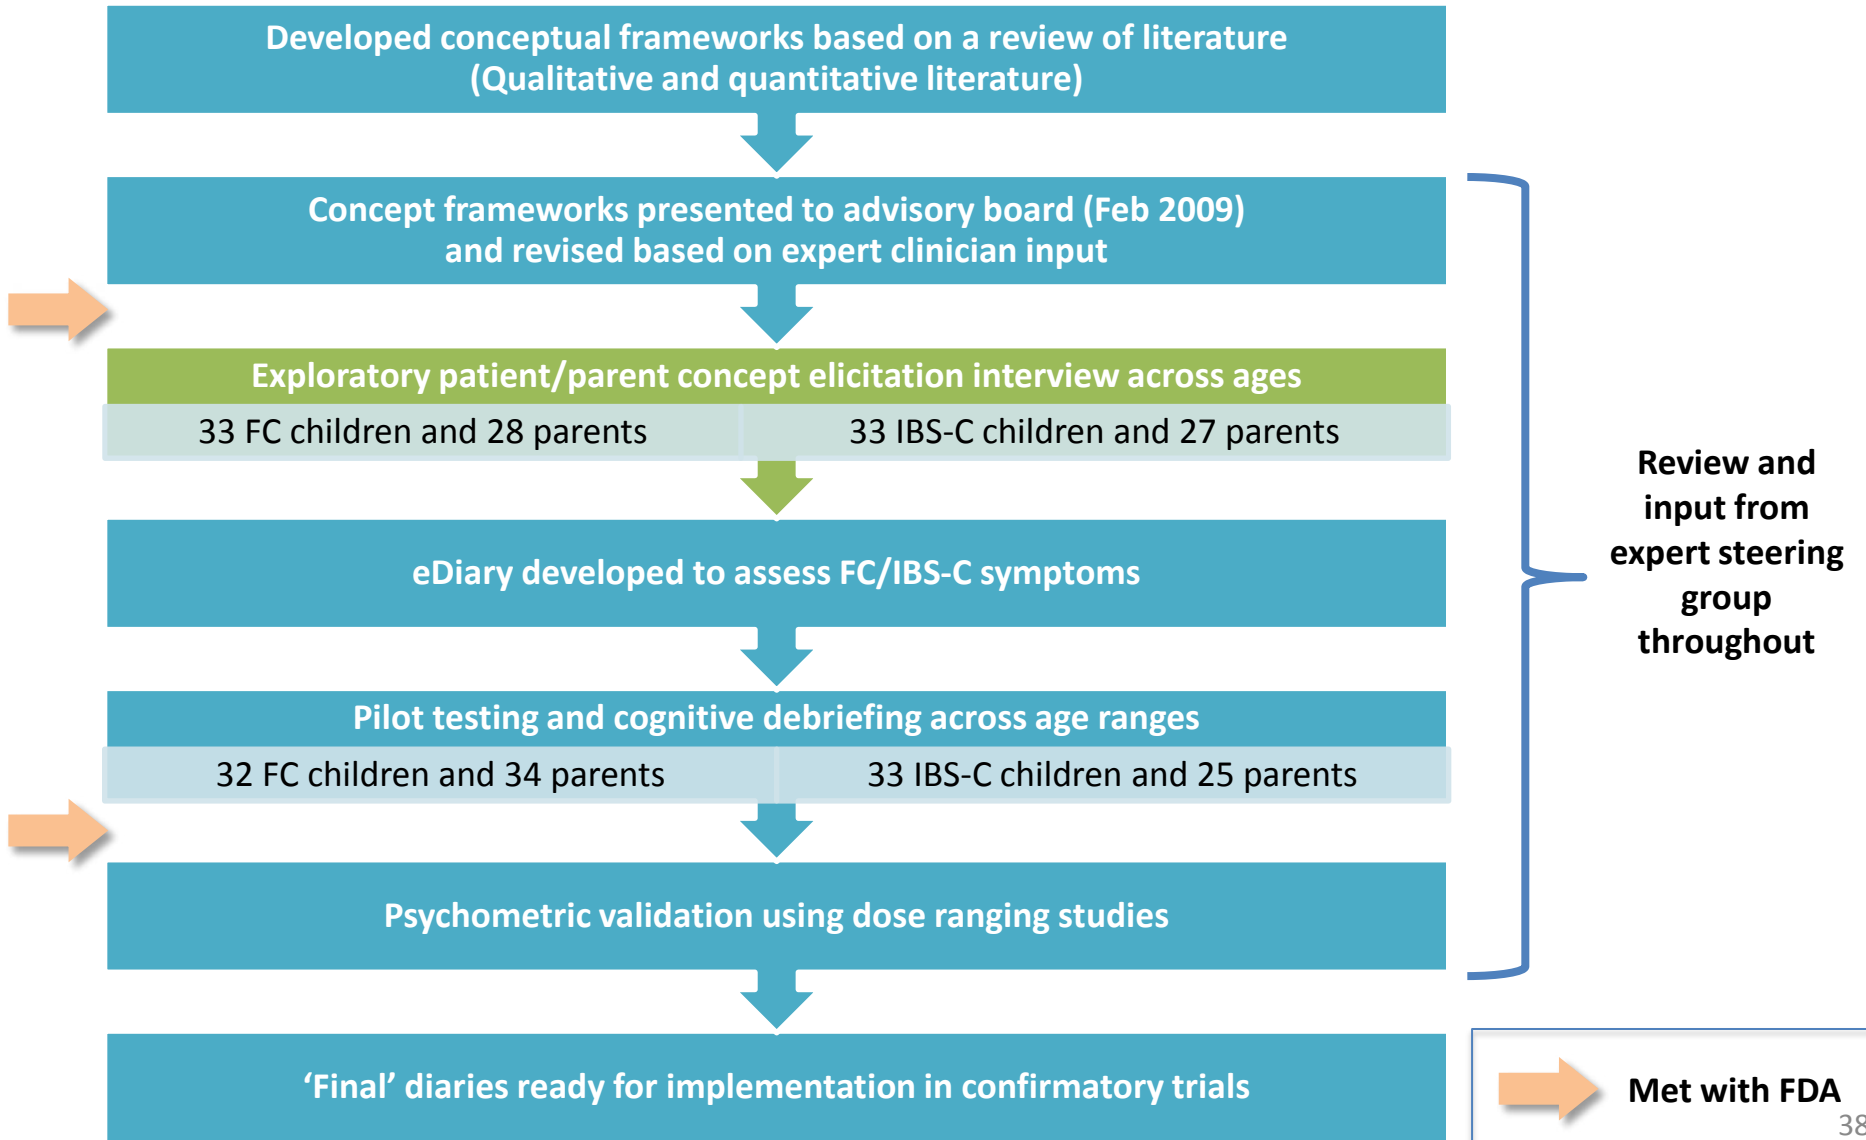 Developed conceptual frameworks based on a review of literature
(Qualitative and quantitative literature)
Concept frameworks presented to advisory board (Feb 2009)
and revised based on expert clinician input
Exploratory patient/parent concept elicitation interview across ages
33 FC children and 28 parents
33 IBS-C children and 27 parents
eDiary developed to assess FC/IBS-C symptoms
Pilot testing and cognitive debriefing across age ranges
32 FC children and 34 parents
33 IBS-C children and 25 parents
Psychometric validation using dose ranging studies
‘Final’ diaries ready for implementation in confirmatory trials
Review and
input from
expert steering
group
throughout
Met with FDA
38